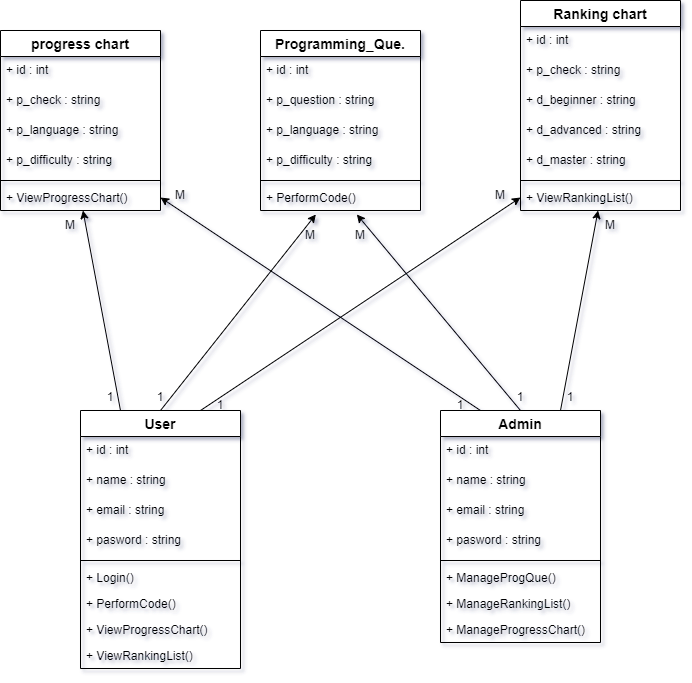 progress chart
+ id : int
+ p_check : string
+ p_language : string
+ p_difficulty : string
+ ViewProgressChart()
Programming_Que.
+ id : int
+ p_question : string
+ p_language : string
+ p_difficulty : string
+ PerformCode()
Ranking chart
+ id : int
+ p_check : string
+ d_beginner : string
+ d_advanced : string
+ d_master : string
+ ViewRankingList()
M
M
M
M
M
M
1
1
1
1
1
1
User
+ id : int
+ name : string
+ email : string
+ pasword : string
+ Login()
+ PerformCode()
+ ViewProgressChart()
+ ViewRankingList()
Admin
+ id : int
+ name : string
+ email : string
+ pasword : string
+ ManageProgQue()
+ ManageRankingList()
+ ManageProgressChart()